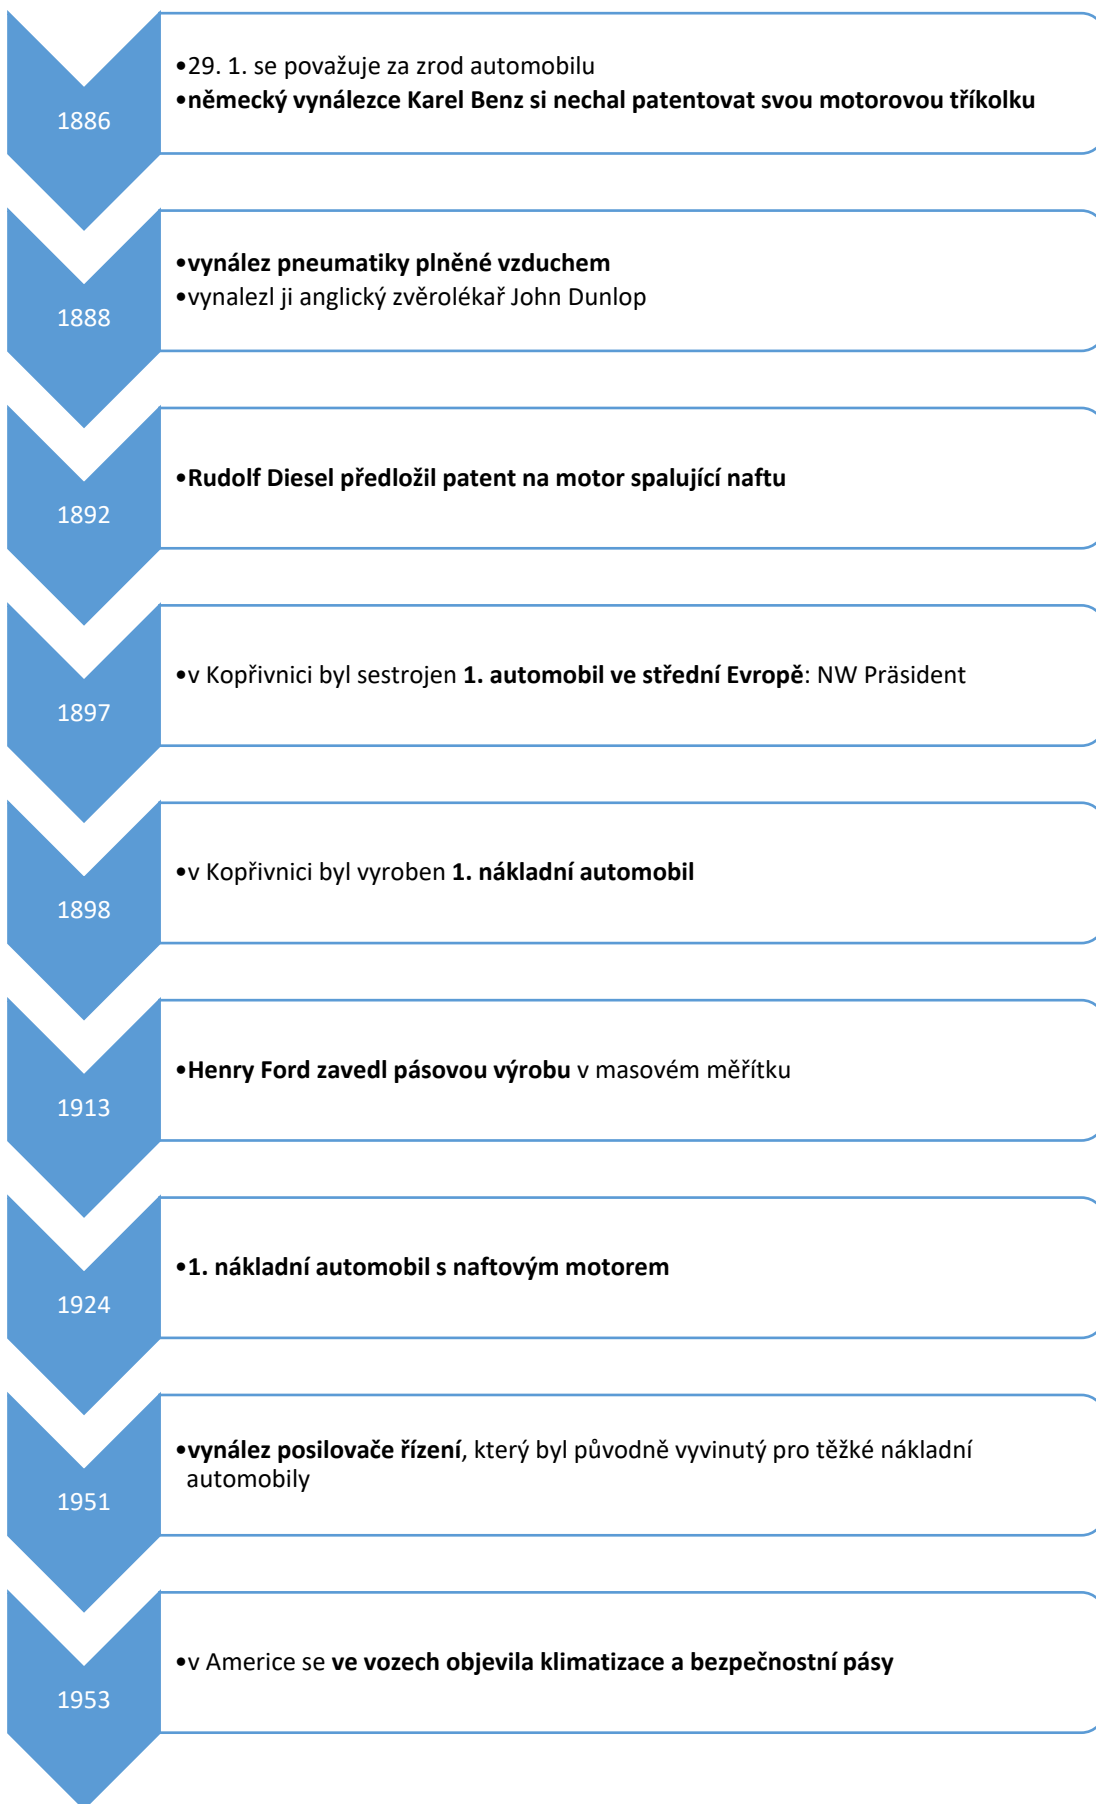 1886
•29. 1. se považuje za zrod automobilu
•německý vynálezce Karel Benz si nechal patentovat svou motorovou tříkolku
1888
•vynález pneumatiky plněné vzduchem
•vynalezl ji anglický zvěrolékař John Dunlop
1892
•Rudolf Diesel předložil patent na motor spalující naftu
1897
•v Kopřivnici byl sestrojen 1. automobil ve střední Evropě: NW Präsident
1898
•v Kopřivnici byl vyroben 1. nákladní automobil
1913
•Henry Ford zavedl pásovou výrobu v masovém měřítku
1924
•1. nákladní automobil s naftovým motorem
1951
•vynález posilovače řízení, který byl původně vyvinutý pro těžké nákladní
automobily
1953
•v Americe se ve vozech objevila klimatizace a bezpečnostní pásy